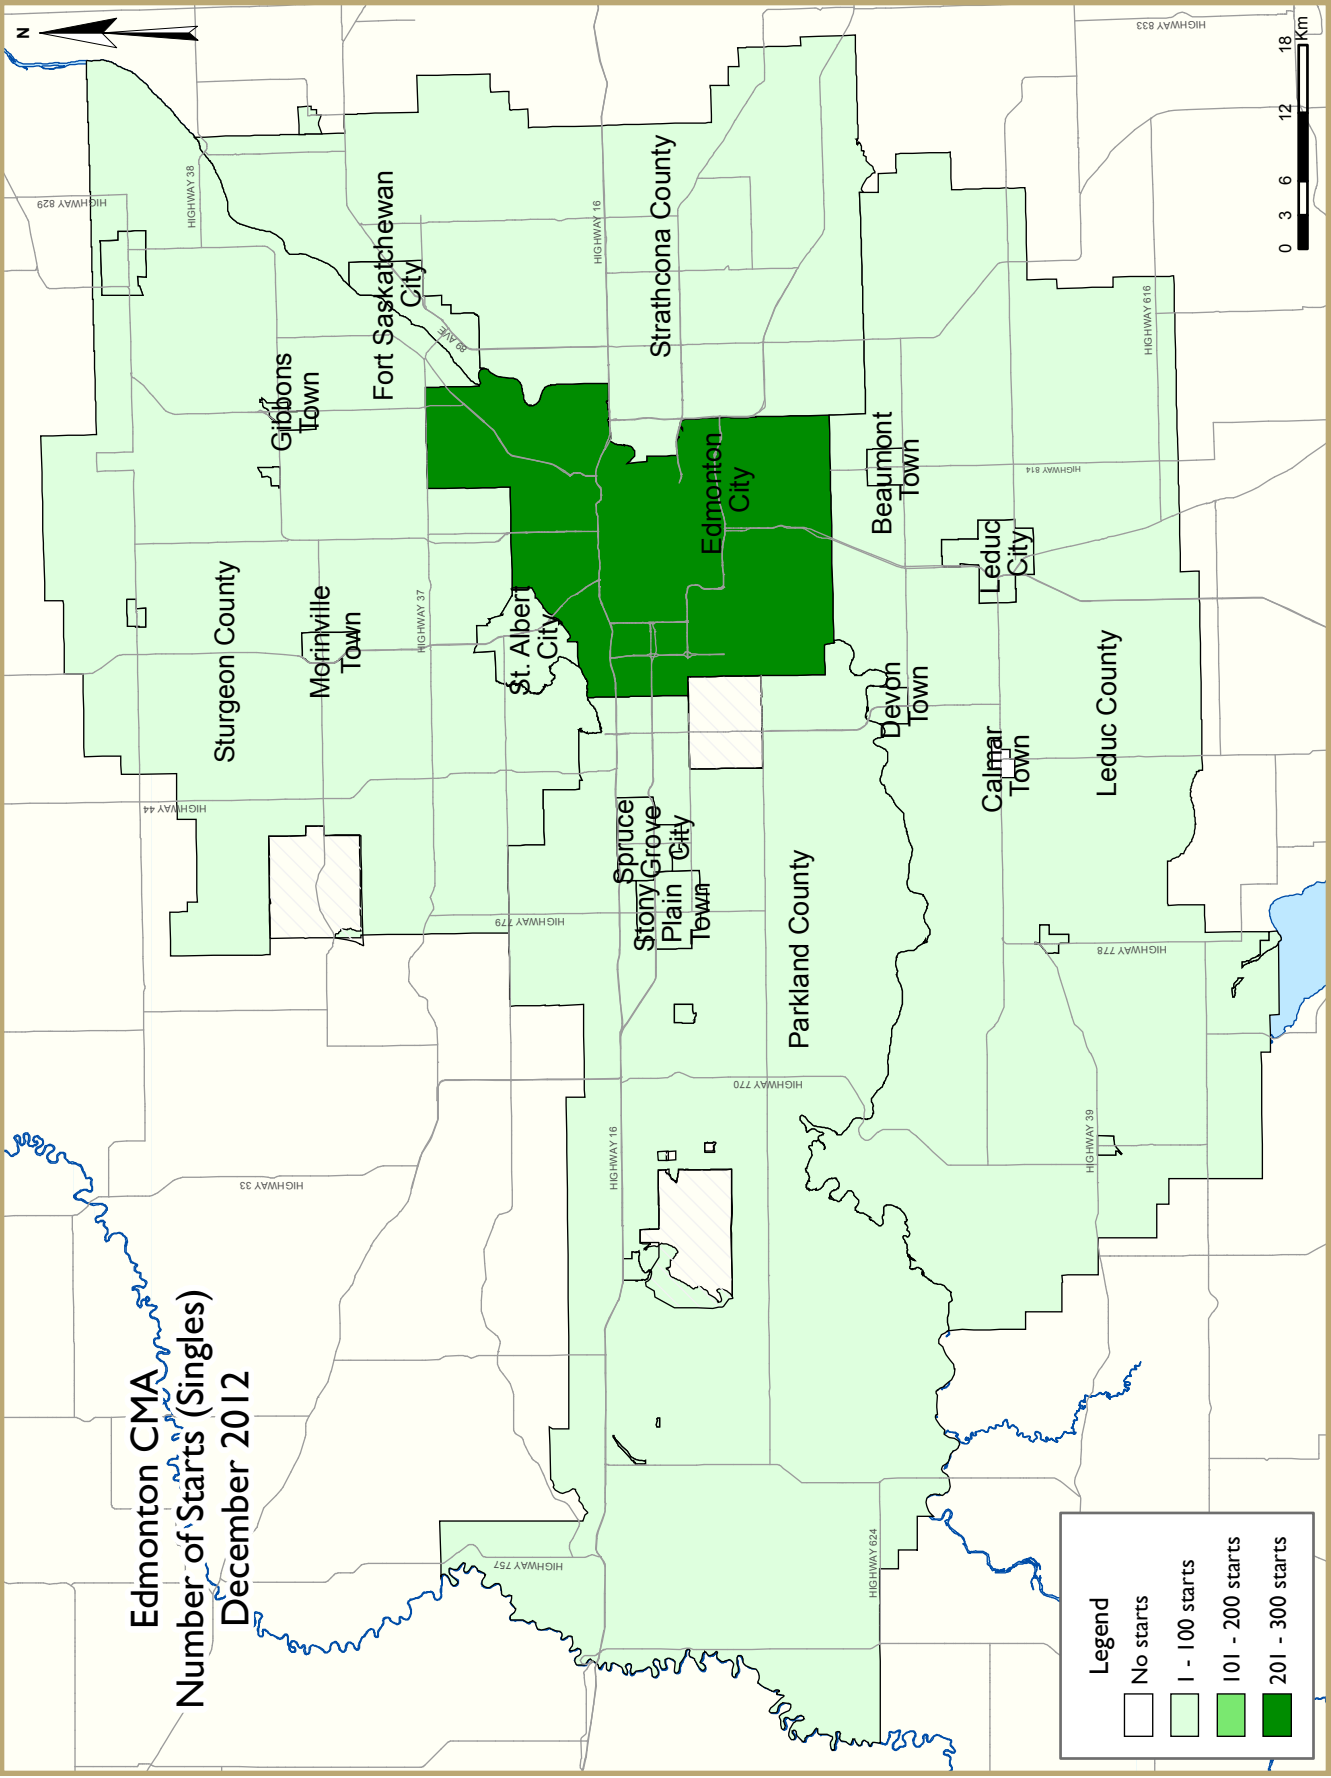 Edmonton CMA
Number of Starts (Singles)
December 2012
N
HIGHWAY 829
HIGHWAY 38
HIGHWAY 833
HIGHWAY 44
HIGHWAY 37
HIGHWAY 33
HIGHWAY 779
HIGHWAY 757
HIGHWAY 16
HIGHWAY 16
89 AVE
HIGHWAY 770
HIGHWAY 624
HIGHWAY 814
HIGHWAY 616
HIGHWAY 778
HIGHWAY 39
Sturgeon County
Gibbons
Town
Morinville
Town
Fort Saskatchewan
City
St. Albert
City
Strathcona County
Edmonton
City
Spruce
Grove
City
Stony
Plain
Town
Parkland County
Beaumont
Town
Devon
Town
Leduc
City
Calmar
Town
Leduc County
Legend
No starts
1 - 100 starts
101 - 200 starts
201 - 300 starts
0 3 6 12 18
Km